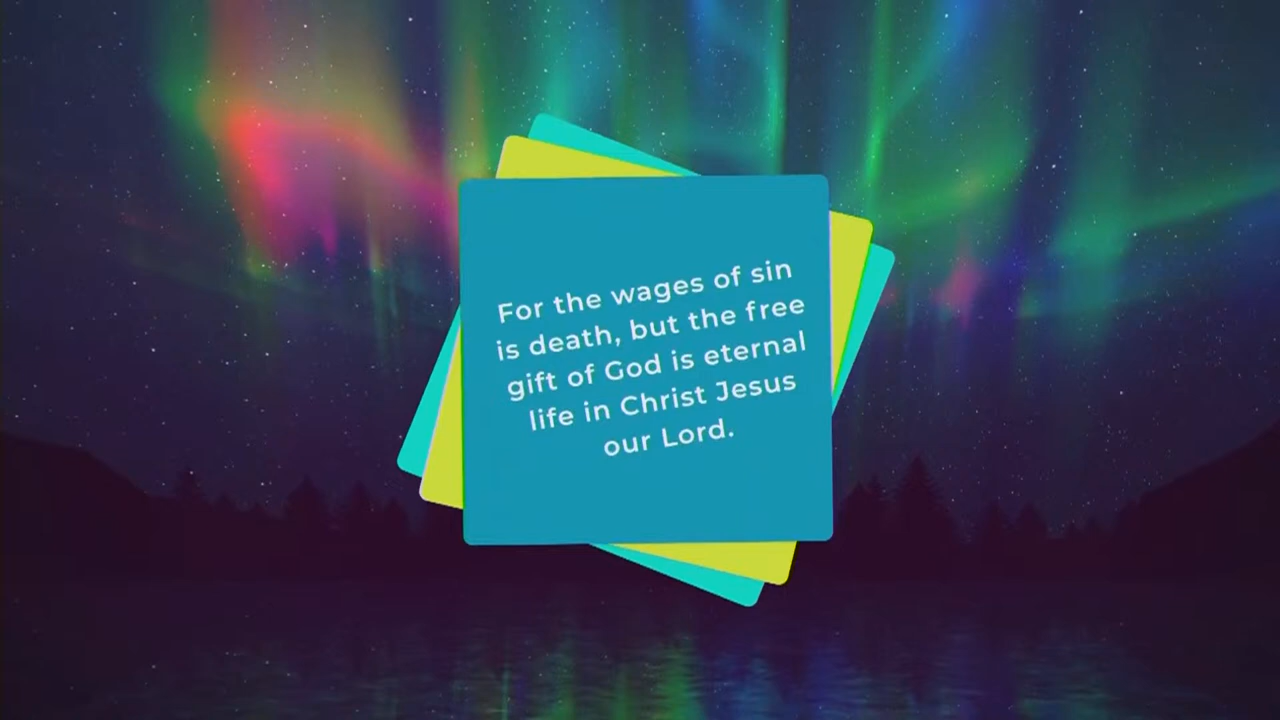 For the wages of sin
is death, but the free
gift of God is eternal
life in Christ Jesus
our Lord.